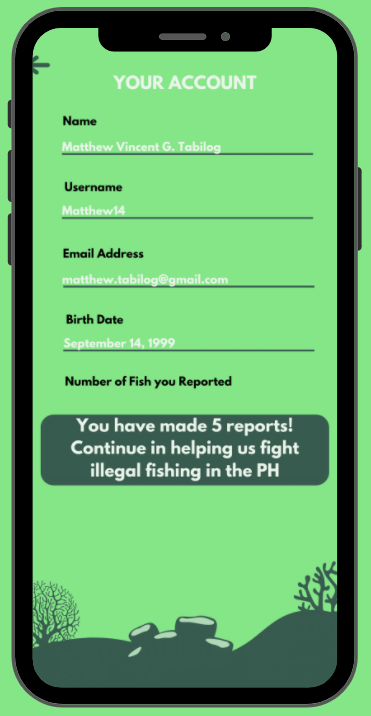 YOUR ACCOUNT
Name
Matthew Vincent G. Tabilog
Username
Matthew14
Email Address
matthew.tabilog@gmail.com
Birth Date
September 14, 1999
Number of Fish you Reported
You have made 5 reports!
Continue in helping us fight
illegal fishing in the PH